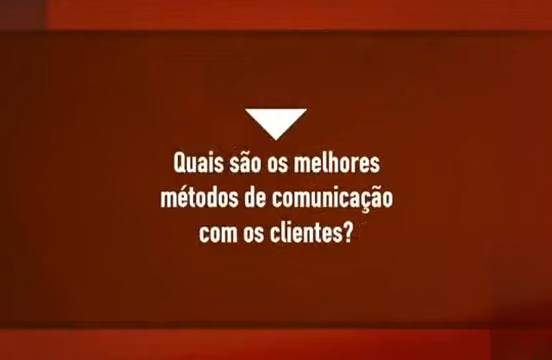 Quais são os melhores
métodos de comunicação
com os clientes?